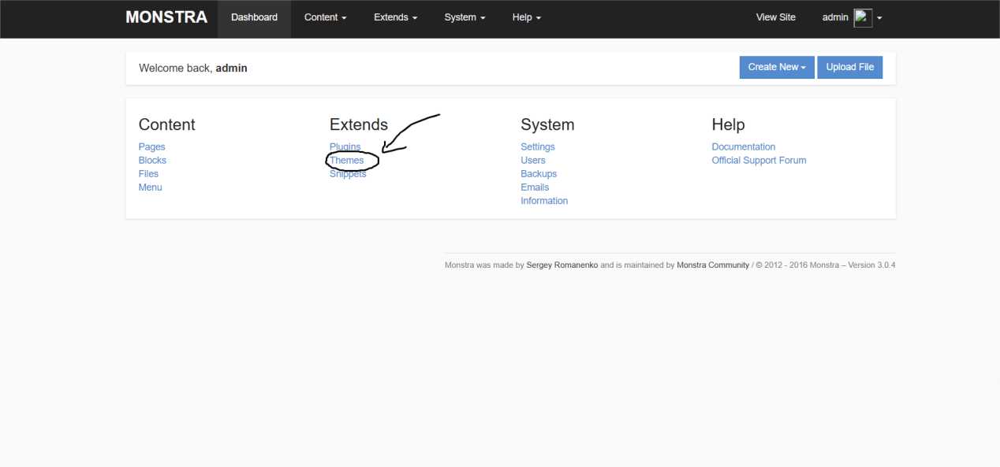 MONSTRA Dashboard Content Extends System Help View Site admin
Welcome back, admin Create New Upload File
Content
Pages
Blocks
Files
Menu
Extends
Plugins
Themes
Snippets
System
Settings
Users
Backups
Emails
Information
Help
Documentation
Official Support Forum
Monstra was made by Sergey Romanenko and is maintained by Monstra Community / © 2012 - 2016 Monstra – Version 3.0.4